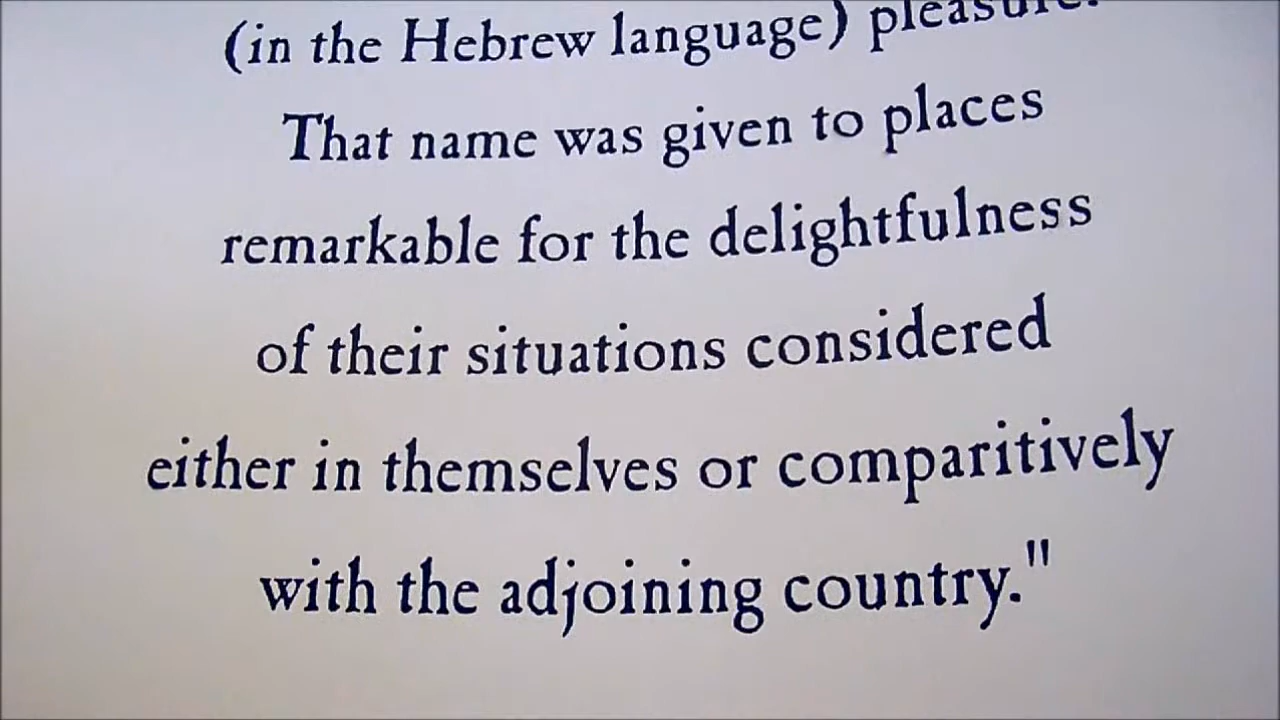 (in the Hebrew language) pleasure.
That name was given to places
remarkable for the delightfulness
of their situations considered
either in themselves or comparitively
with the adjoining country."